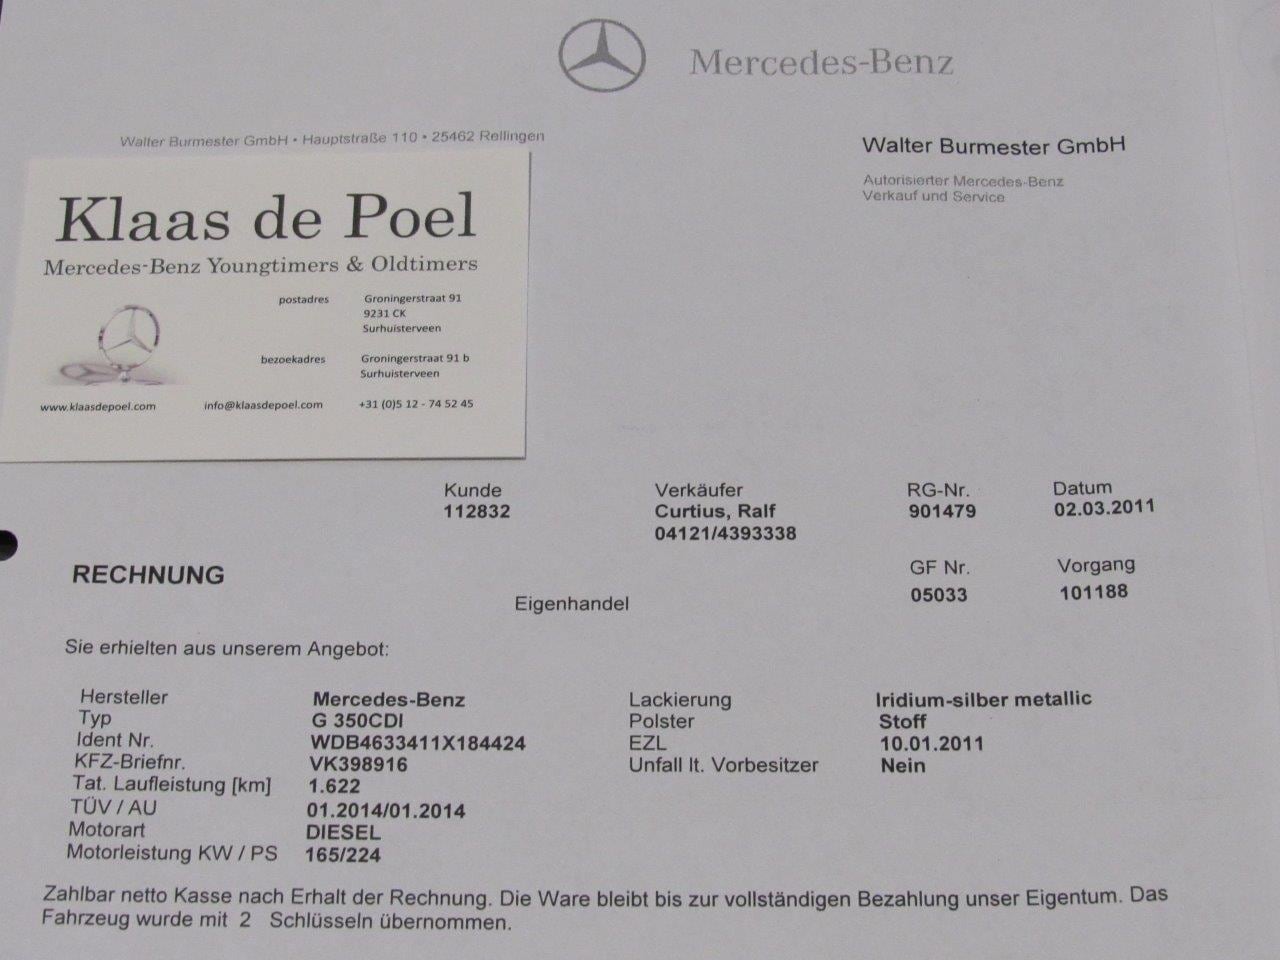 Mercedes-Benz
Walter Burmester GmbH • Hauptstraße 110 • 25462 Rellingen
Walter Burmester GmbH
Autorisierter Mercedes-Benz
Verkauf und Service
Klaas de Poel
Mercedes-Benz Youngtimers & Oldtimers
postadres Groningerstraat 91
9231 CK
Surhuisterveen
bezoekadres Groningerstraat 91 b
Surhuisterveen
www.klaasdepoel.com info@klaasdepoel.com +31 (0)5 12 - 74 52 45
Kunde Verkäufer RG-Nr. Datum
112832 Curtius, Ralf 901479 02.03.2011
04121/4393338
GF Nr. Vorgang
RECHNUNG 05033 101188
Eigenhandel
Sie erhielten aus unserem Angebot:
Hersteller Mercedes-Benz Lackierung Iridium-silber metallic
Typ G 350CDI Polster Stoff
Ident Nr. WDB4633411X184424 EZL 10.01.2011
KFZ-Briefnr. VK398916 Unfall lt. Vorbesitzer Nein
Tat. Laufleistung [km] 1.622
TÜV / AU 01.2014/01.2014
Motorart DIESEL
Motorleistung KW / PS 165/224
Zahlbar netto Kasse nach Erhalt der Rechnung. Die Ware bleibt bis zur vollständigen Bezahlung unser Eigentum. Das
Fahrzeug wurde mit 2 Schlüsseln übernommen.